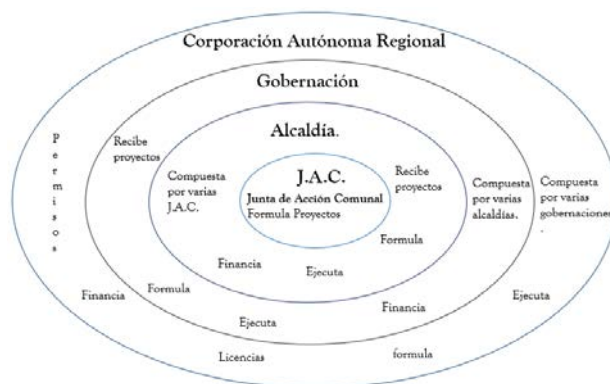 Corporación Autónoma Regional
Gobernación
Alcaldía.
J.A.C.
Junta de Acción Comunal
Formula Proyectos
Permisos
Recibe
proyectos
Compuesta
por varias
J.A.C.
Recibe
proyectos
Compuesta
por varias
alcaldías.
Compuesta
por varias
gobernaciones
.
Formula
Financia
Ejecuta
Financia
Formula
Financia
Ejecuta
Ejecuta
Licencias
formula